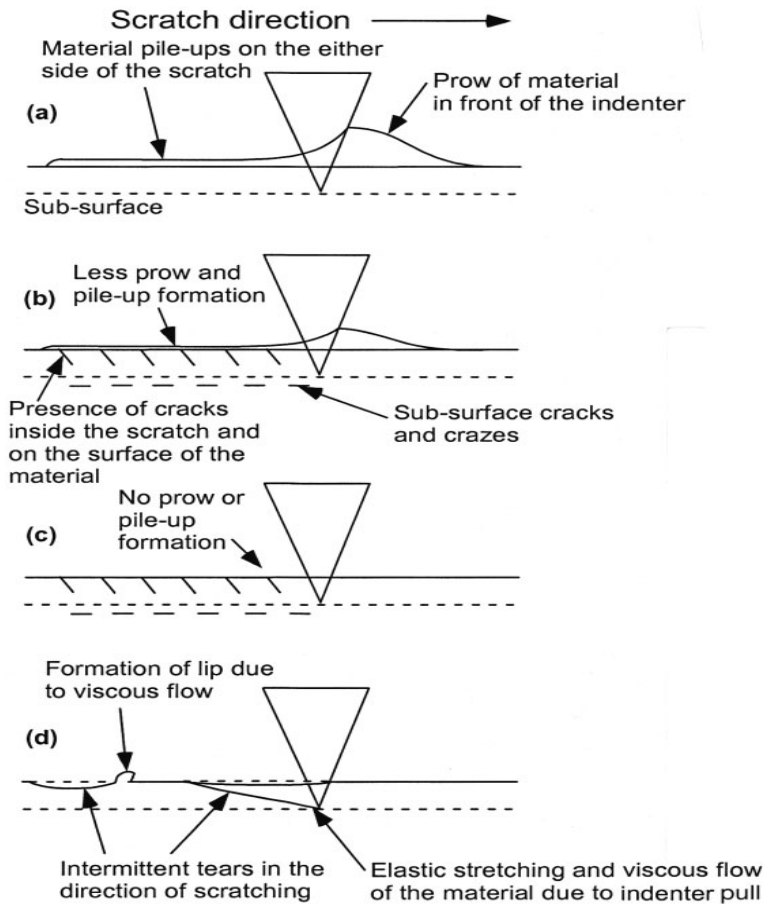 Scratch direction
Material pile-ups on the either
side of the scratch
Prow of material
in front of the indenter
(a)
Sub-surface
Less prow and
pile-up formation
(b)
Presence of cracks
inside the scratch and
on the surface of the
material
Sub-surface cracks
and crazes
No prow or
pile-up
formation
(c)
Formation of lip due
to viscous flow
(d)
Intermittent tears in the
direction of scratching
Elastic stretching and viscous flow
of the material due to indenter pull